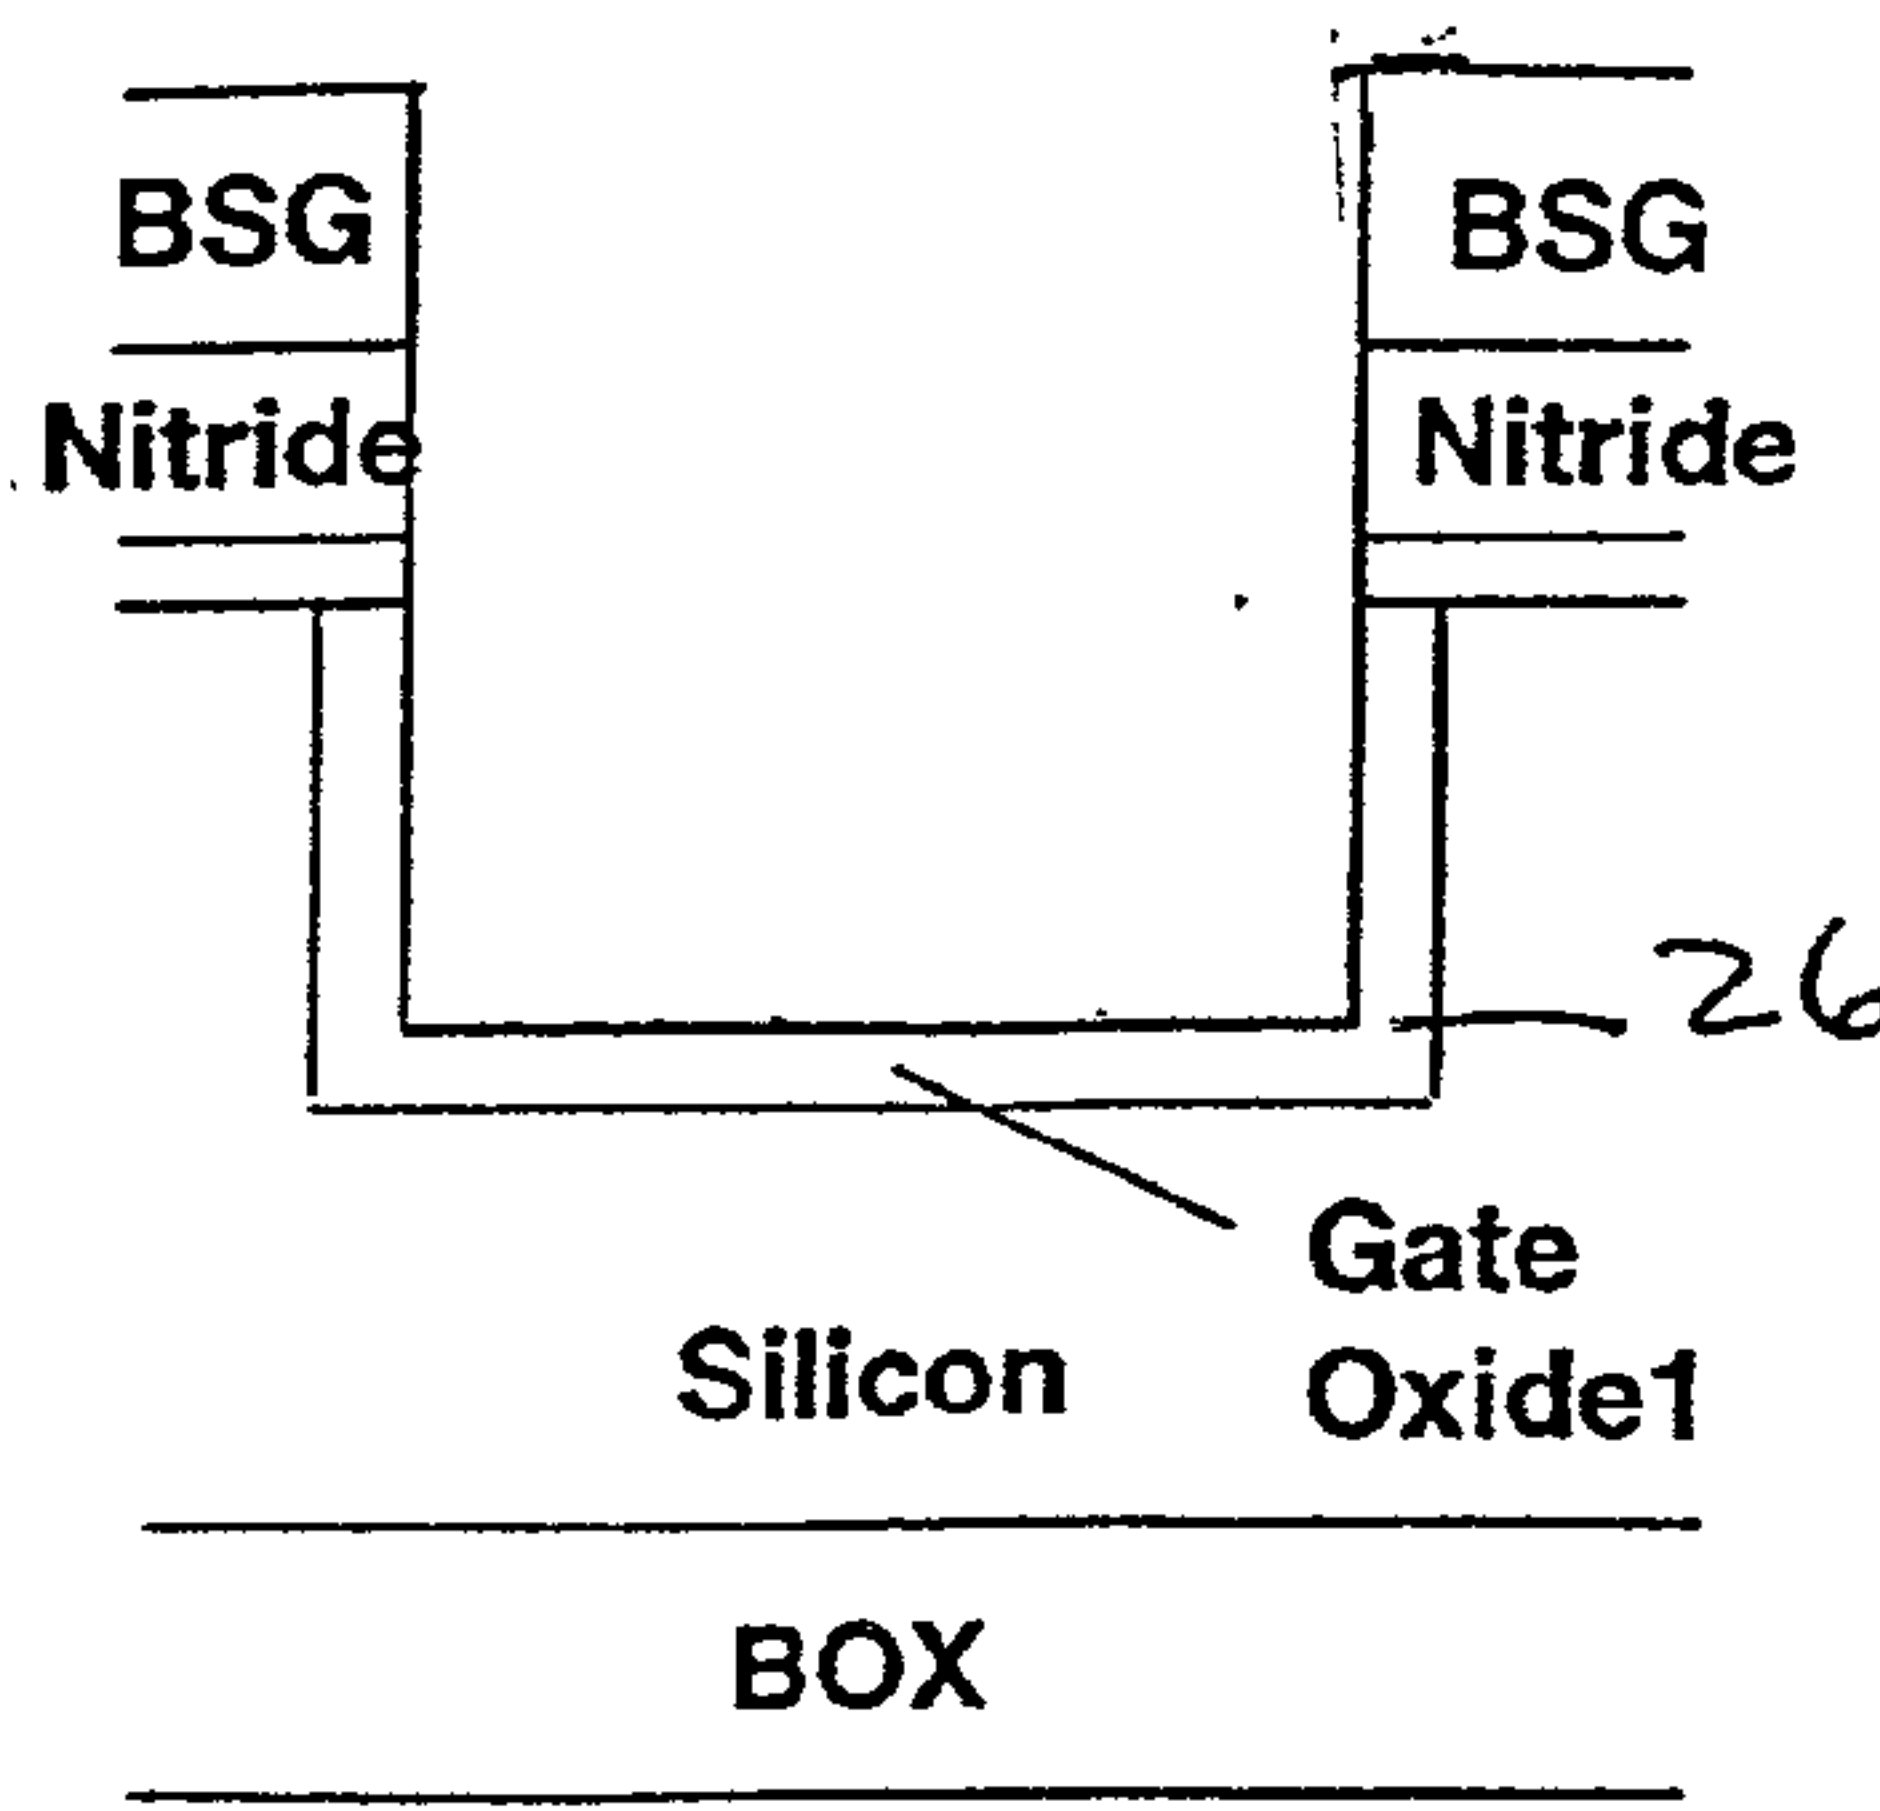 BSG BSG
Nitride Nitride
26
Gate
Silicon Oxide1
BOX